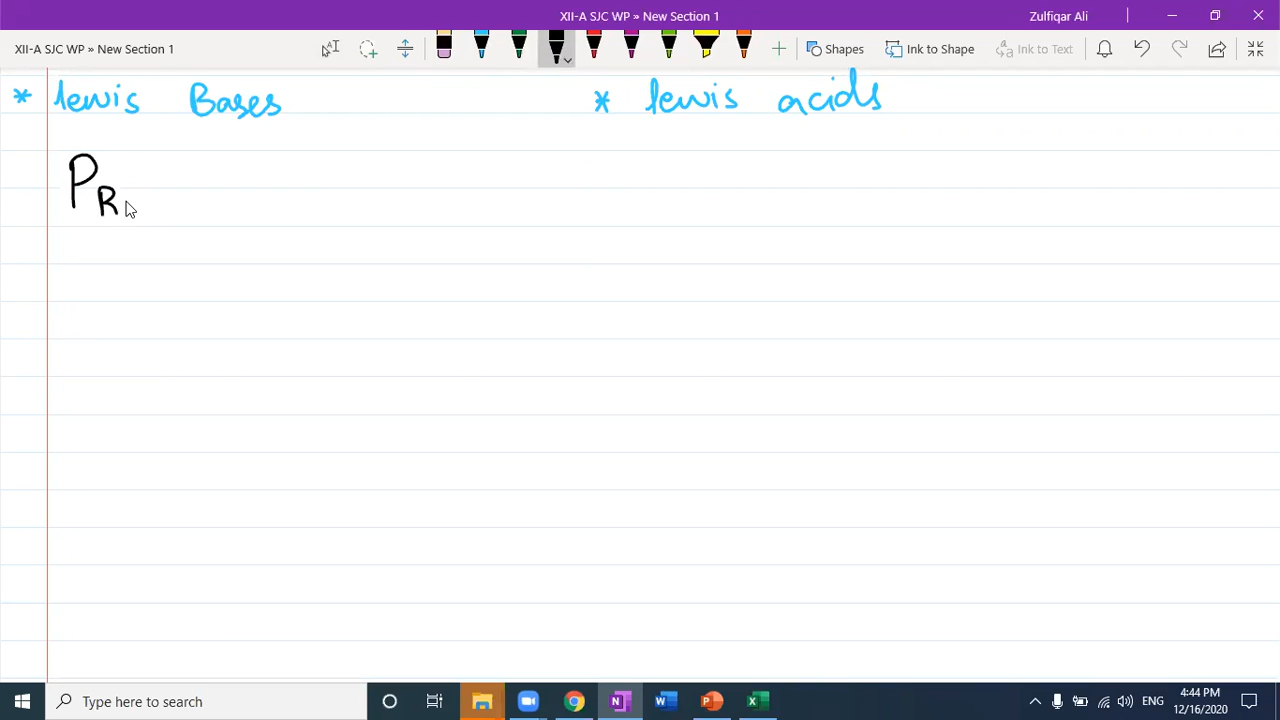 XII-A SJC WP » New Section 1
Zulfiqar Ali
XII-A SJC WP » New Section 1
Shapes
Ink to Shape
Ink to Text
* lewis Bases
* lewis acids
PR
Type here to search
ENG
4:44 PM
12/16/2020